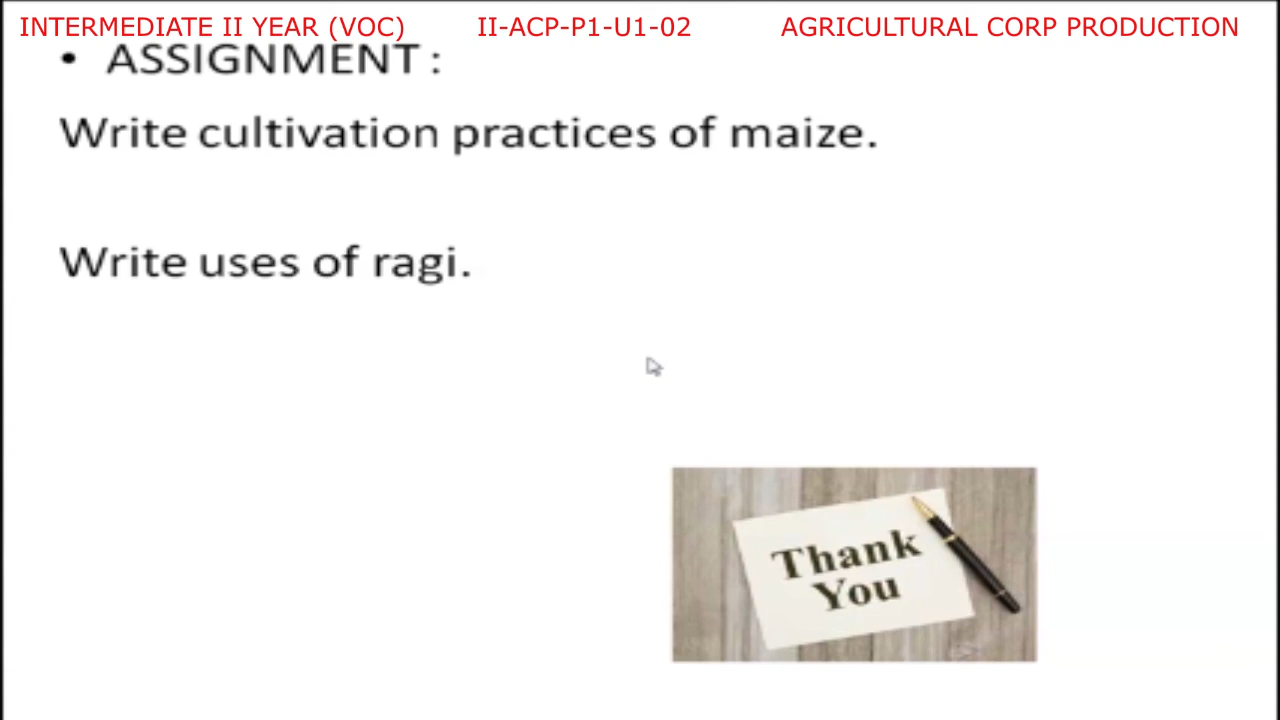 INTERMEDIATE II YEAR (VOC) II-ACP-P1-U1-02 AGRICULTURAL CORP PRODUCTION
• ASSIGNMENT :
Write cultivation practices of maize.
Write uses of ragi.
Thank
You